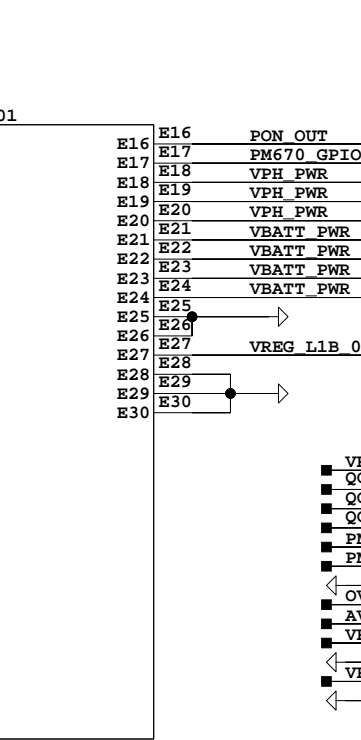 01
E16 E16 PON_OUT
E17 E17 PM670_GPIO
E18 E18 VPH_PWR
E19 E19 VPH_PWR
E20 E20 VPH_PWR
E21 E21 VBATT_PWR
E22 E22 VBATT_PWR
E23 E23 VBATT_PWR
E24 E24 VBATT_PWR
E25 E25
E26 E26
E27 E27 VREG_L1B_0
E28 E28
E29 E29
E30 E30